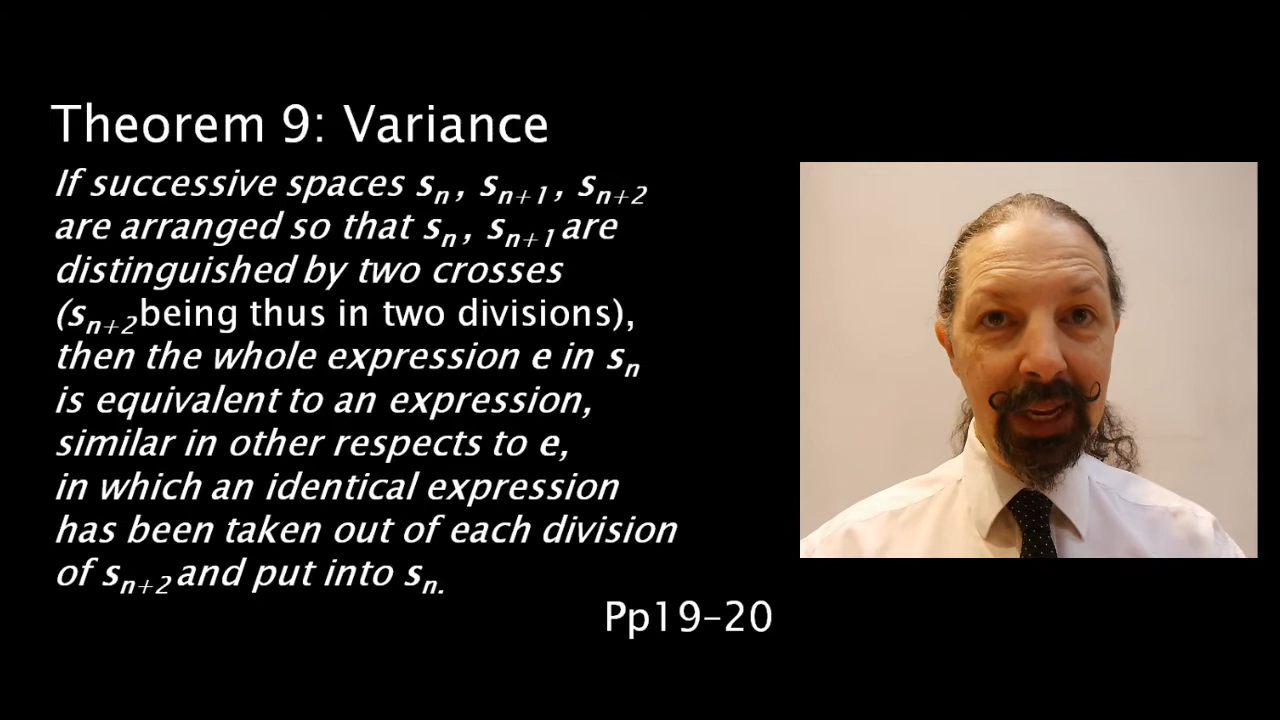 Theorem 9: Variance
If successive spaces sₙ, sₙ₊₁, sₙ₊₂
are arranged so that sₙ, sₙ₊₁ are
distinguished by two crosses
(sₙ₊₂ being thus in two divisions),
then the whole expression e in sₙ
is equivalent to an expression,
similar in other respects to e,
in which an identical expression
has been taken out of each division
of sₙ₊₂ and put into sₙ.
Pp19–20